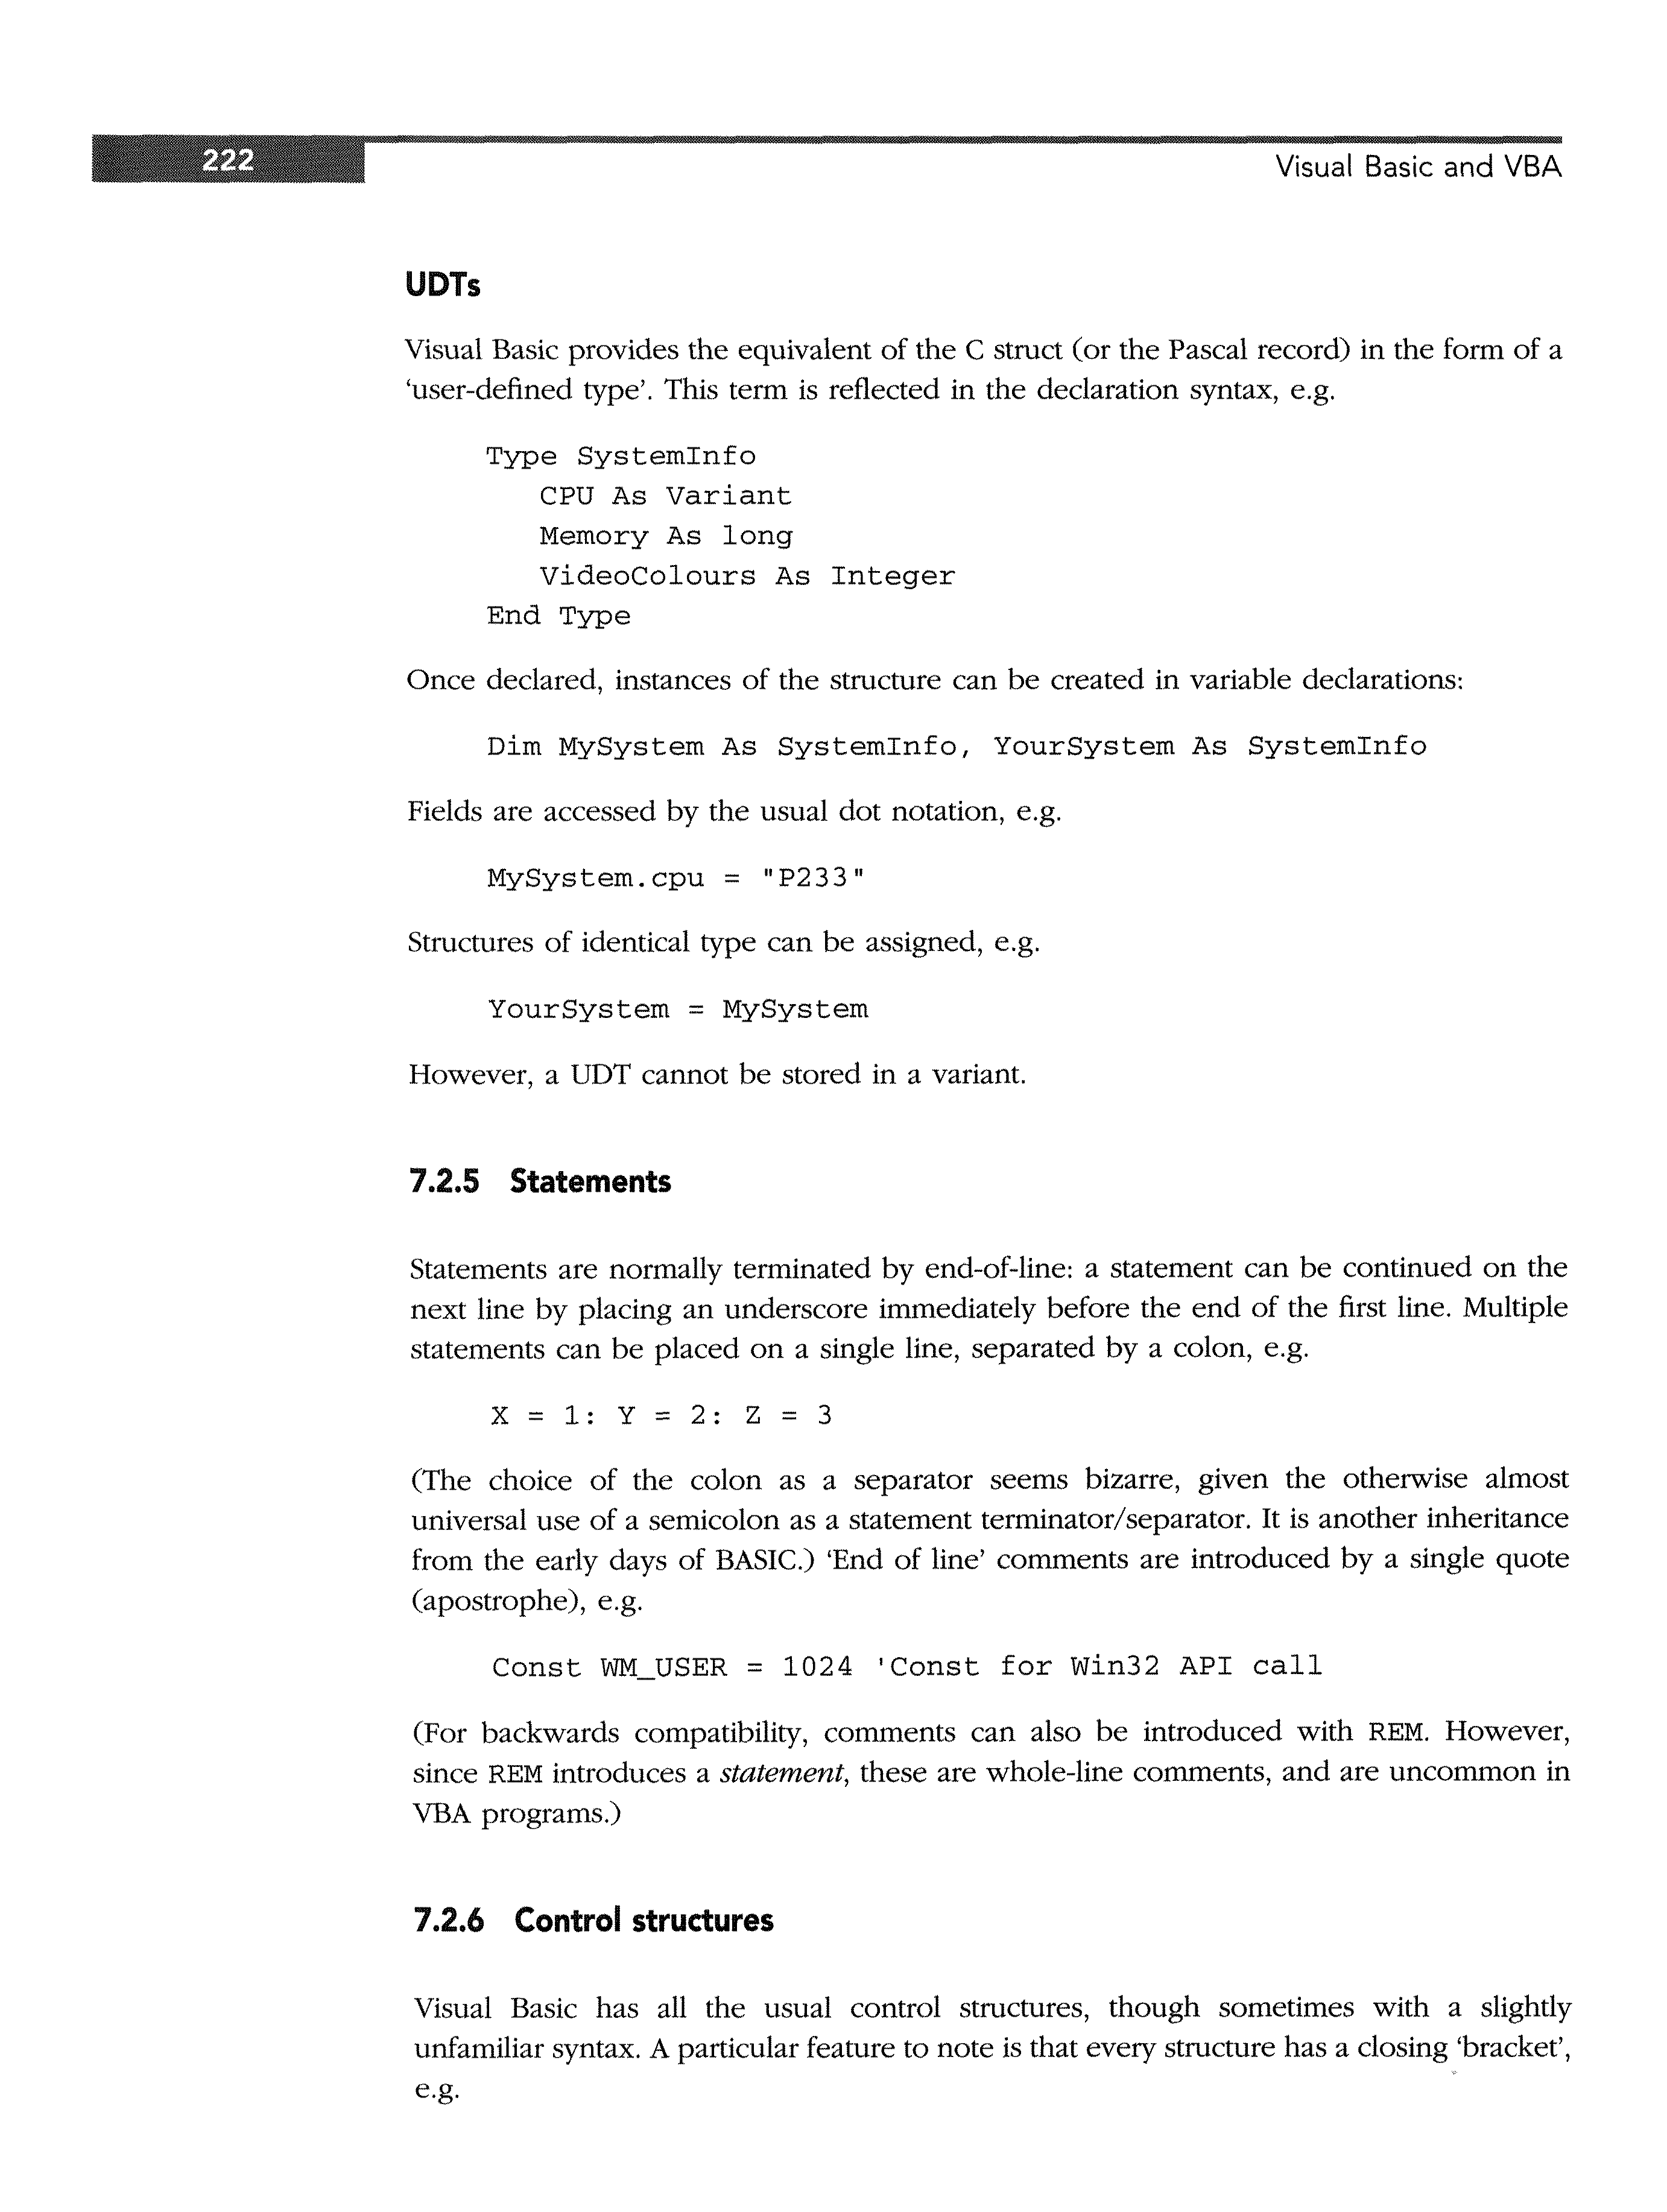 222
Visual Basic and VBA
UDTs
Visual Basic provides the equivalent of the C struct (or the Pascal record) in the form of a
‘user-defined type’. This term is reflected in the declaration syntax, e.g.
Type SystemInfo
CPU As Variant
Memory As long
VideoColours As Integer
End Type
Once declared, instances of the structure can be created in variable declarations:
Dim MySystem As SystemInfo, YourSystem As SystemInfo
Fields are accessed by the usual dot notation, e.g.
MySystem.cpu = "P233"
Structures of identical type can be assigned, e.g.
YourSystem = MySystem
However, a UDT cannot be stored in a variant.
7.2.5 Statements
Statements are normally terminated by end-of-line: a statement can be continued on the
next line by placing an underscore immediately before the end of the first line. Multiple
statements can be placed on a single line, separated by a colon, e.g.
X = 1: Y = 2: Z = 3
(The choice of the colon as a separator seems bizarre, given the otherwise almost
universal use of a semicolon as a statement terminator/separator. It is another inheritance
from the early days of BASIC.) ‘End of line’ comments are introduced by a single quote
(apostrophe), e.g.
Const WM_USER = 1024 'Const for Win32 API call
(For backwards compatibility, comments can also be introduced with REM. However,
since REM introduces a statement, these are whole-line comments, and are uncommon in
VBA programs.)
7.2.6 Control structures
Visual Basic has all the usual control structures, though sometimes with a slightly
unfamiliar syntax. A particular feature to note is that every structure has a closing ‘bracket’,
e.g.